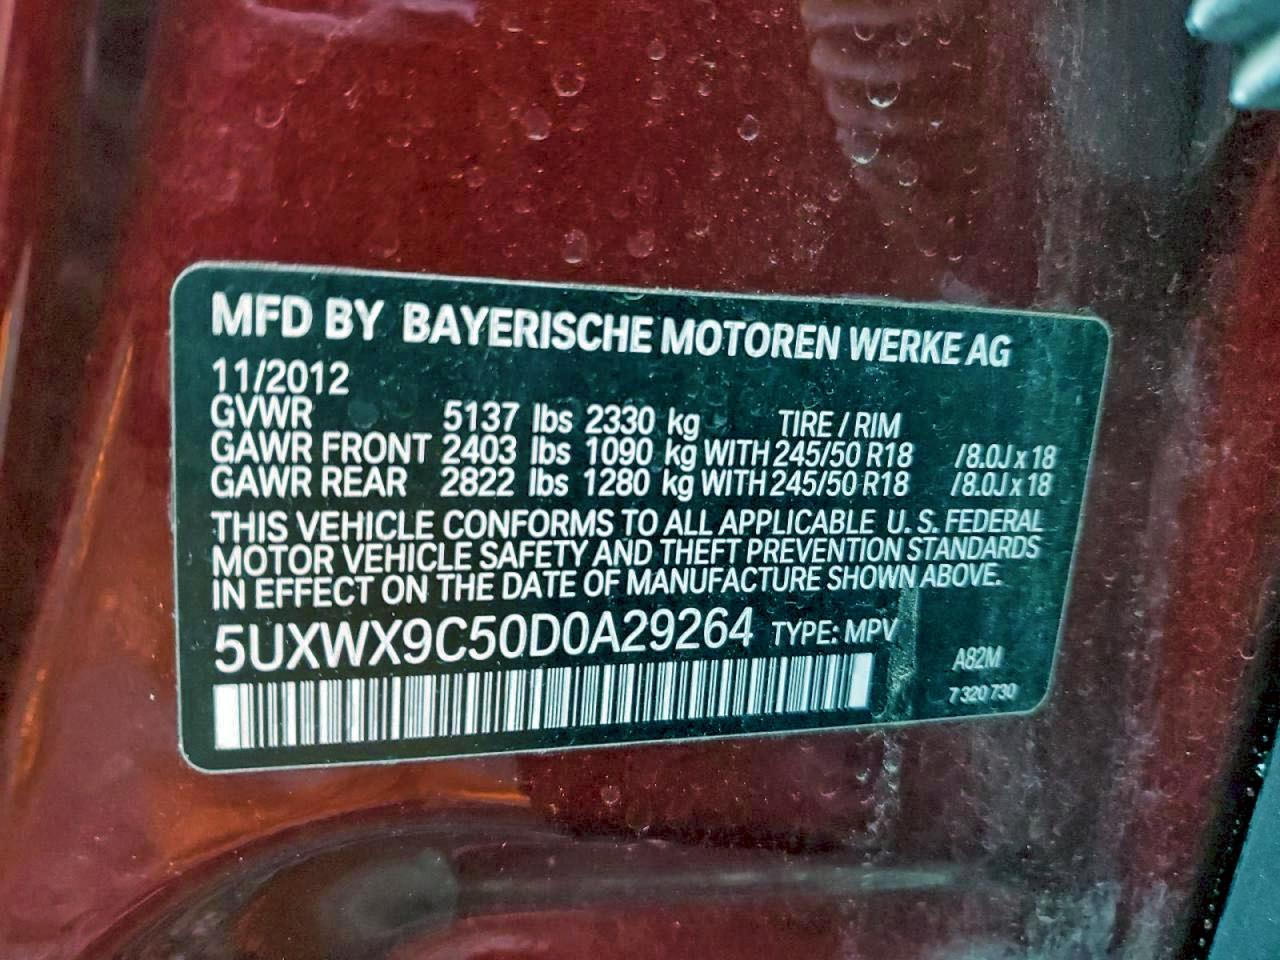 MFD BY BAYERISCHE MOTOREN WERKE AG
11/2012
GVWR 5137 lbs 2330 kg TIRE / RIM
GAWR FRONT 2403 lbs 1090 kg WITH 245/50 R18 /8.0J x 18
GAWR REAR 2822 lbs 1280 kg WITH 245/50 R18 /8.0J x 18
THIS VEHICLE CONFORMS TO ALL APPLICABLE U. S. FEDERAL
MOTOR VEHICLE SAFETY AND THEFT PREVENTION STANDARDS
IN EFFECT ON THE DATE OF MANUFACTURE SHOWN ABOVE.
5UXWX9C50D0A29264 TYPE: MPV
A82M
7 320 730